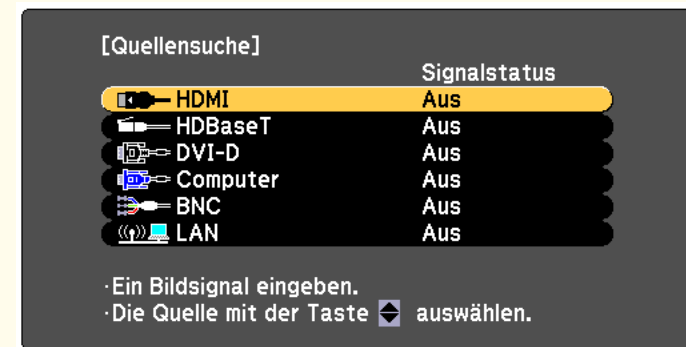 [Quellensuche]
Signalstatus
HDMI Aus
HDBaseT Aus
DVI-D Aus
Computer Aus
BNC Aus
LAN Aus
·Ein Bildsignal eingeben.
·Die Quelle mit der Taste auswählen.